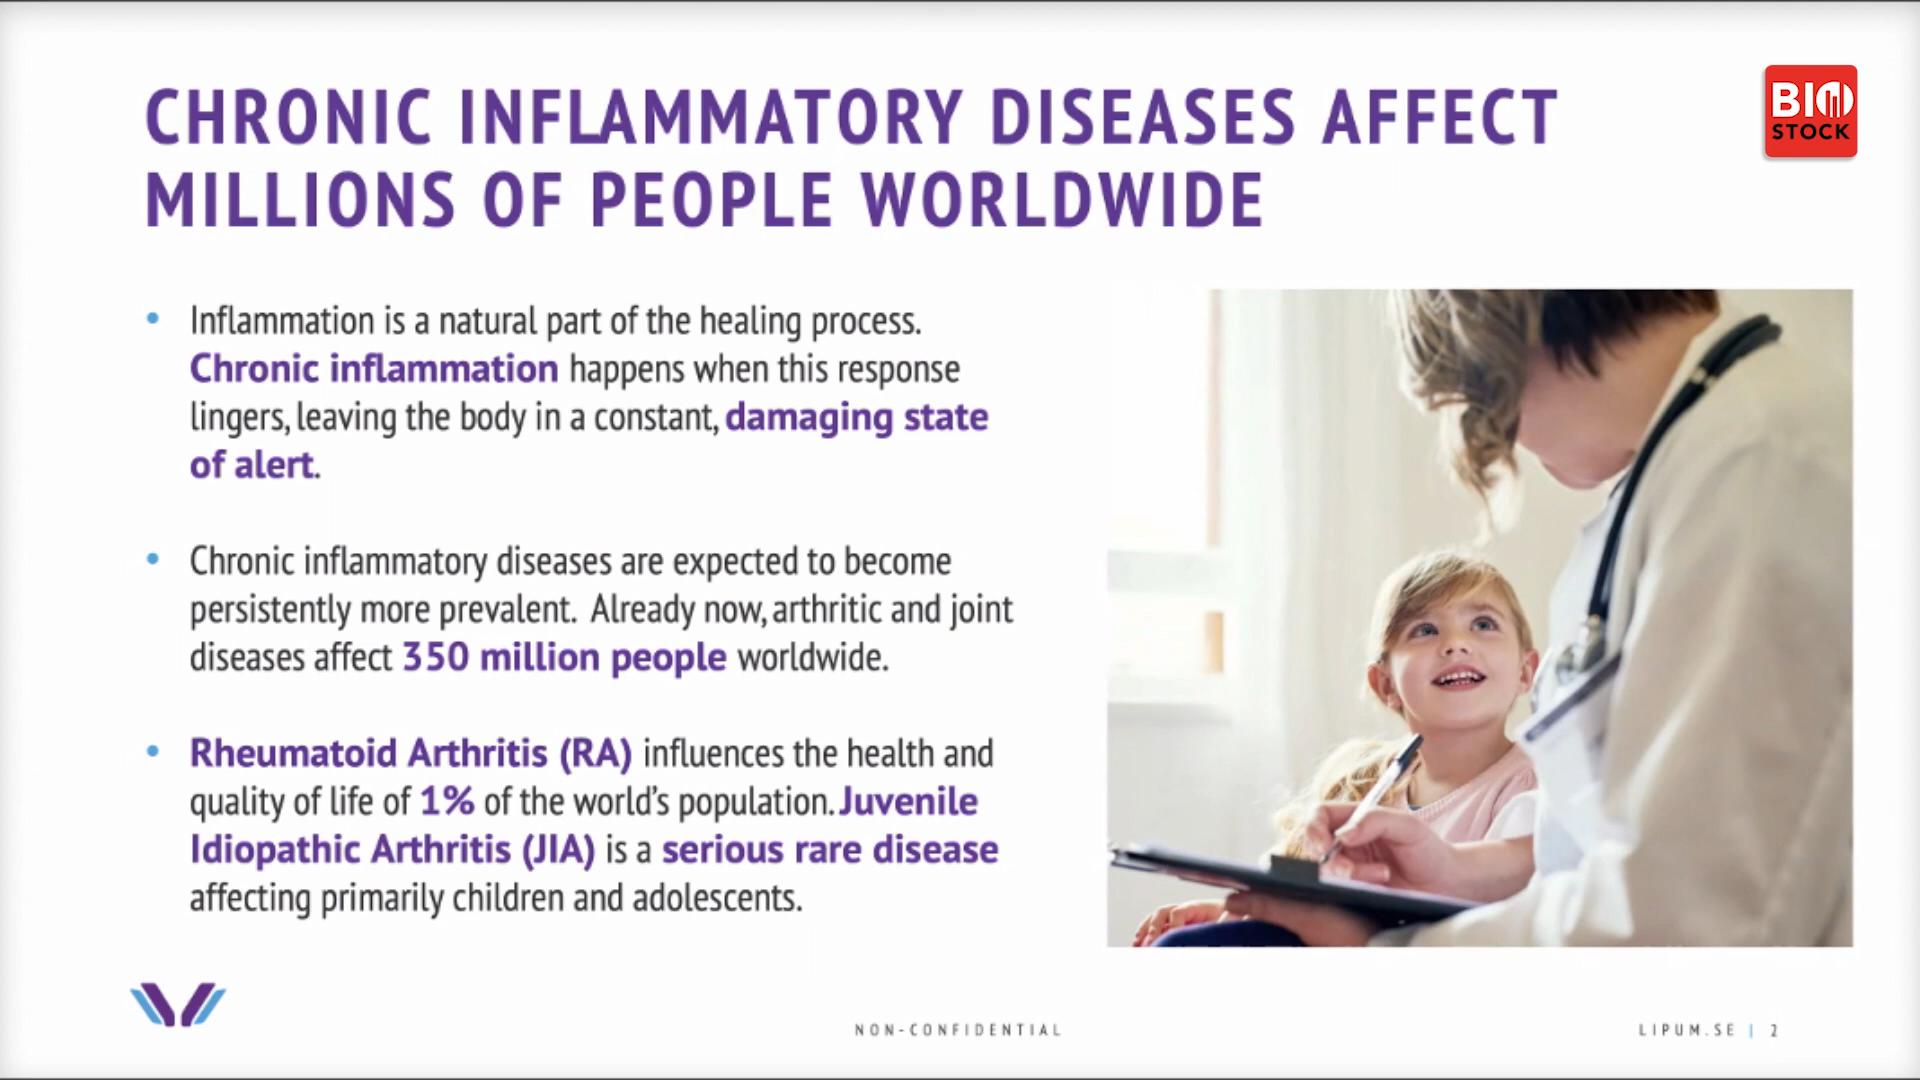 CHRONIC INFLAMMATORY DISEASES AFFECT
MILLIONS OF PEOPLE WORLDWIDE
BIO
STOCK
• Inflammation is a natural part of the healing process.
Chronic inflammation happens when this response
lingers, leaving the body in a constant, damaging state
of alert.
• Chronic inflammatory diseases are expected to become
persistently more prevalent. Already now, arthritic and joint
diseases affect 350 million people worldwide.
• Rheumatoid Arthritis (RA) influences the health and
quality of life of 1% of the world's population. Juvenile
Idiopathic Arthritis (JIA) is a serious rare disease
affecting primarily children and adolescents.
NON-CONFIDENTIAL
LIPUM.SE | 2